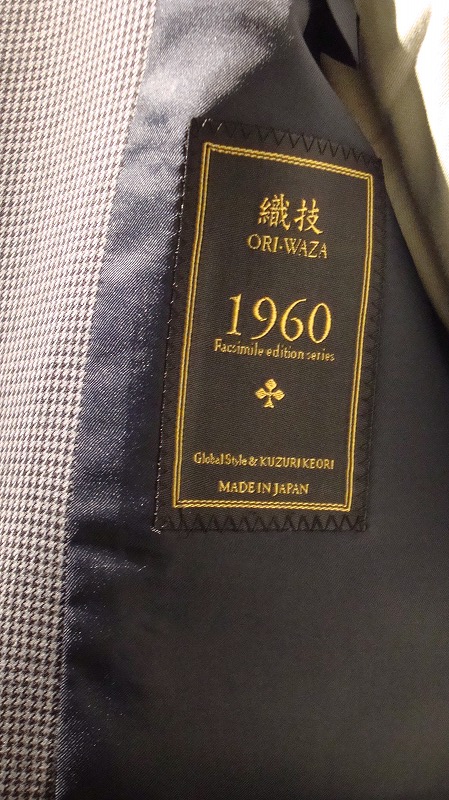 織技
ORI·WAZA
1960
Facsimile edition series
Global Style & KUZURI KEORI
MADE IN JAPAN